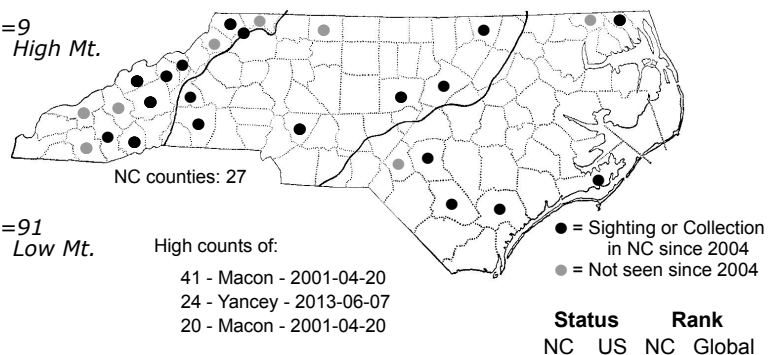 =9
High Mt.
NC counties: 27
=91
Low Mt.
High counts of:
41 - Macon - 2001-04-20
24 - Yancey - 2013-06-07
20 - Macon - 2001-04-20
● = Sighting or Collection
in NC since 2004
● = Not seen since 2004
Status Rank
NC US NC Global